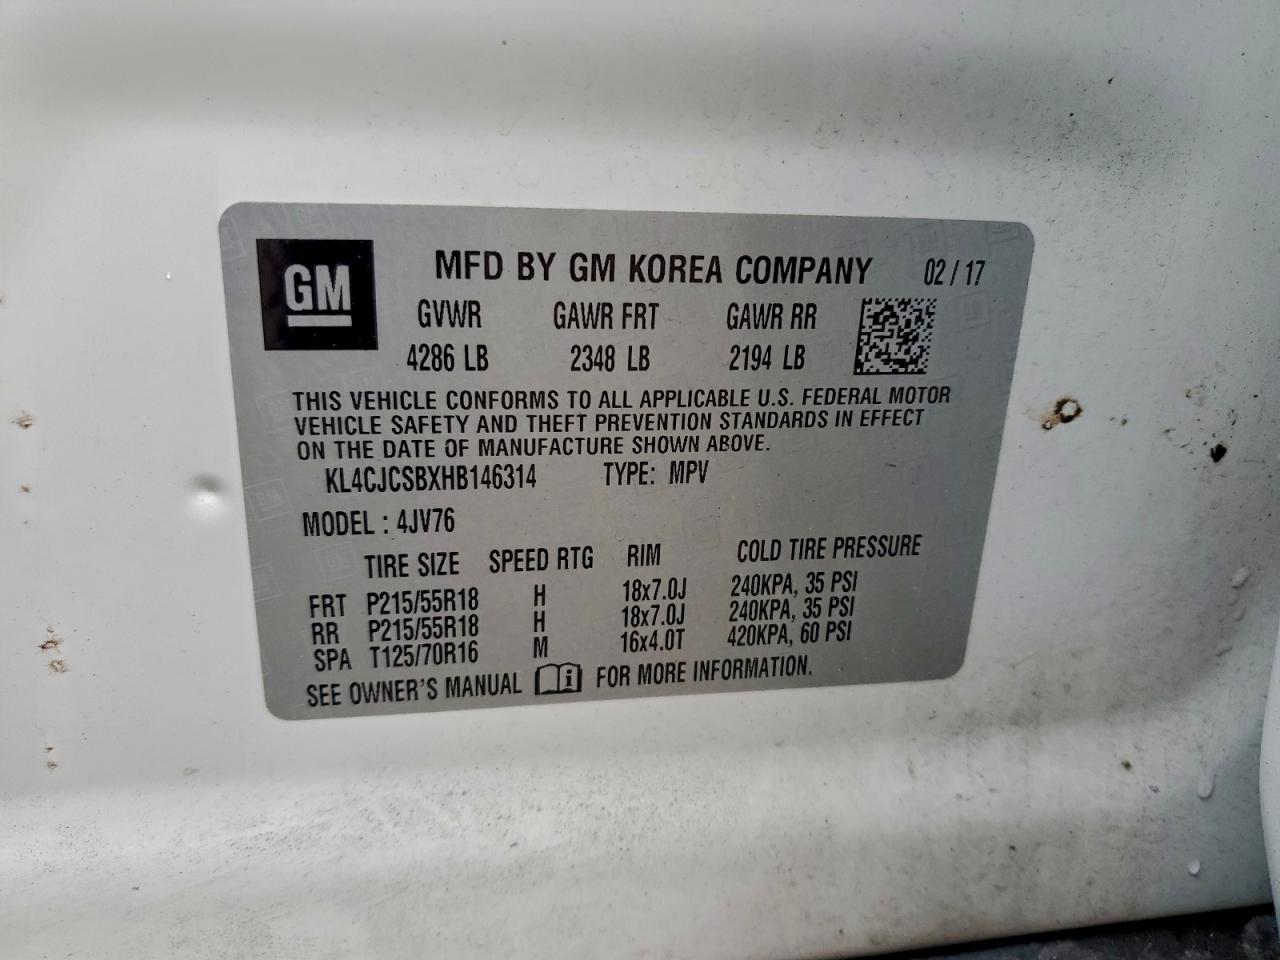 GM
MFD BY GM KOREA COMPANY 02 / 17
GVWR GAWR FRT GAWR RR
4286 LB 2348 LB 2194 LB
THIS VEHICLE CONFORMS TO ALL APPLICABLE U.S. FEDERAL MOTOR
VEHICLE SAFETY AND THEFT PREVENTION STANDARDS IN EFFECT
ON THE DATE OF MANUFACTURE SHOWN ABOVE.
KL4CJCSBXHB146314 TYPE: MPV
MODEL : 4JV76
TIRE SIZE SPEED RTG RIM COLD TIRE PRESSURE
FRT P215/55R18 H 18x7.0J 240KPA, 35 PSI
RR P215/55R18 H 18x7.0J 240KPA, 35 PSI
SPA T125/70R16 M 16x4.0T 420KPA, 60 PSI
SEE OWNER'S MANUAL i FOR MORE INFORMATION.